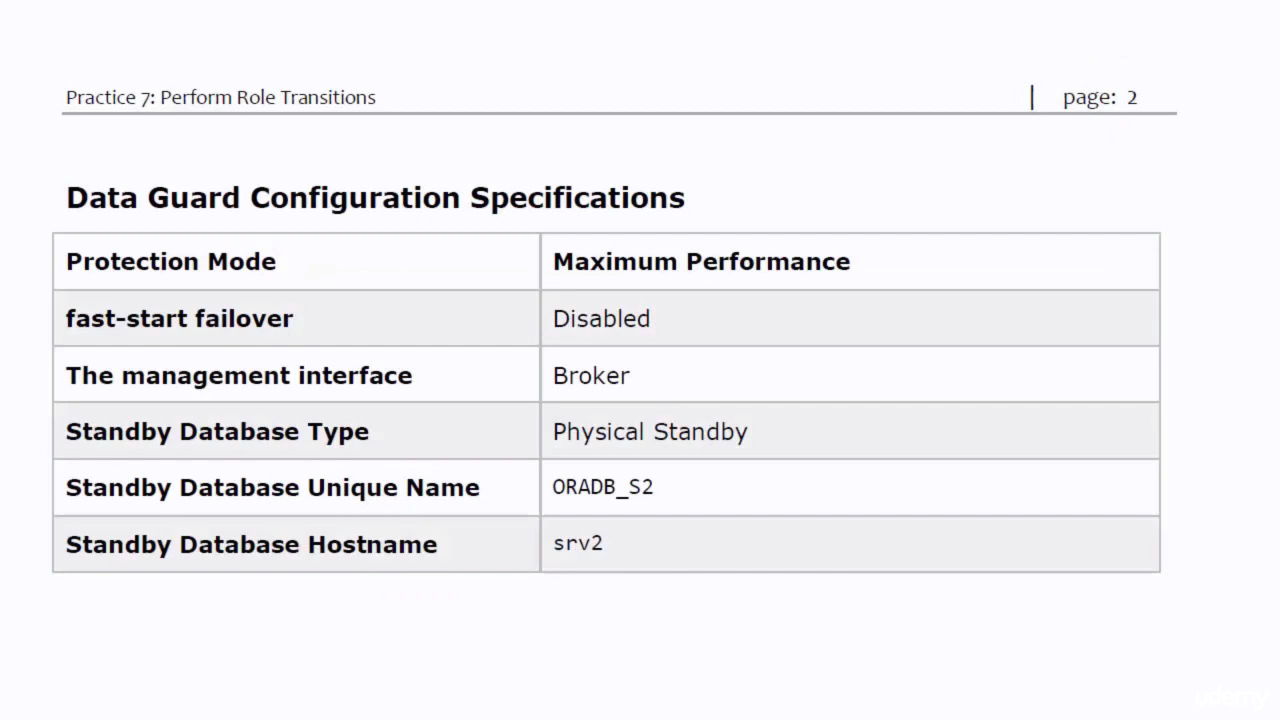 Practice 7: Perform Role Transitions | page: 2
Data Guard Configuration Specifications
Protection Mode Maximum Performance
fast-start failover Disabled
The management interface Broker
Standby Database Type Physical Standby
Standby Database Unique Name ORADB_S2
Standby Database Hostname srv2
udemy